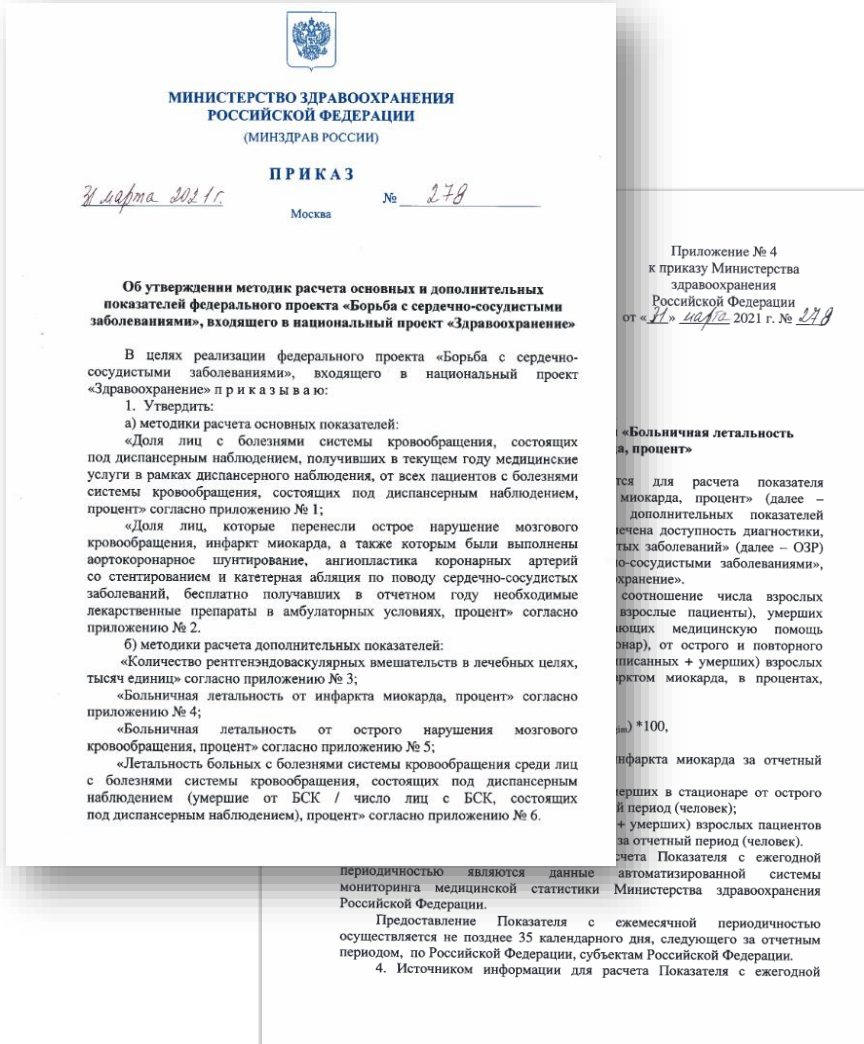 МИНИСТЕРСТВО ЗДРАВООХРАНЕНИЯ
РОССИЙСКОЙ ФЕДЕРАЦИИ
(МИНЗДРАВ РОССИИ)
ПРИКАЗ
31 марта 2021 г. № 278
Москва
Об утверждении методик расчета основных и дополнительных
показателей федерального проекта «Борьба с сердечно-сосудистыми
заболеваниями», входящего в национальный проект «Здравоохранение»
В целях реализации федерального проекта «Борьба с сердечно-
сосудистыми заболеваниями», входящего в национальный проект
«Здравоохранение» п р и к а з ы в а ю:
1. Утвердить:
а) методики расчета основных показателей:
«Доля лиц с болезнями системы кровообращения, состоящих
под диспансерным наблюдением, получивших в текущем году медицинские
услуги в рамках диспансерного наблюдения, от всех пациентов с болезнями
системы кровообращения, состоящих под диспансерным наблюдением,
процент» согласно приложению № 1;
«Доля лиц, которые перенесли острое нарушение мозгового
кровообращения, инфаркт миокарда, а также которым были выполнены
аортокоронарное шунтирование, ангиопластика коронарных артерий
со стентированием и катетерная абляция по поводу сердечно-сосудистых
заболеваний, бесплатно получавших в отчетном году необходимые
лекарственные препараты в амбулаторных условиях, процент» согласно
приложению № 2.
б) методики расчета дополнительных показателей:
«Количество рентгенэндоваскулярных вмешательств в лечебных целях,
тысяч единиц» согласно приложению № 3;
«Больничная летальность от инфаркта миокарда, процент» согласно
приложению № 4;
«Больничная летальность от острого нарушения мозгового
кровообращения, процент» согласно приложению № 5;
«Летальность больных с болезнями системы кровообращения среди лиц
с болезнями системы кровообращения, состоящих под диспансерным
наблюдением (умершие от БСК / число лиц с БСК, состоящих
под диспансерным наблюдением), процент» согласно приложению № 6.
Приложение № 4
к приказу Министерства
здравоохранения
Российской Федерации
от «31» марта 2021 г. № 278
«Больничная летальность
процент»
для расчета показателя
миокарда, процент» (далее –
дополнительных показателей
доступность диагностики,
заболеваний» (далее – ОЗР)
заболеваниями»,
соотношение числа взрослых
взрослые пациенты), умерших
медицинскую помощь
от острого и повторного
+ умерших) взрослых
миокарда, в процентах,
*100,
инфаркта миокарда за отчетный
в стационаре от острого
период (человек);
+ умерших) взрослых пациентов
за отчетный период (человек).
Показателя с ежегодной
периодичностью являются данные автоматизированной системы
мониторинга медицинской статистики Министерства здравоохранения
Российской Федерации.
Предоставление Показателя с ежемесячной периодичностью
осуществляется не позднее 35 календарного дня, следующего за отчетным
периодом, по Российской Федерации, субъектам Российской Федерации.
4. Источником информации для расчета Показателя с ежегодной